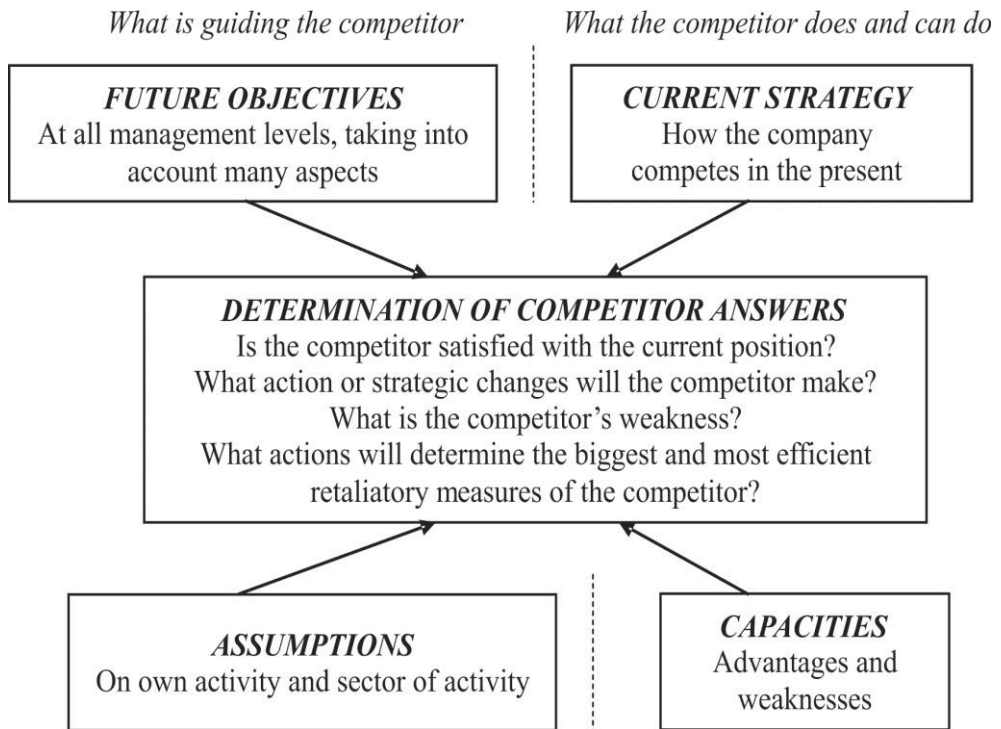 What is guiding the competitor
What the competitor does and can do
FUTURE OBJECTIVES
At all management levels, taking into
account many aspects
CURRENT STRATEGY
How the company
competes in the present
DETERMINATION OF COMPETITOR ANSWERS
Is the competitor satisfied with the current position?
What action or strategic changes will the competitor make?
What is the competitor’s weakness?
What actions will determine the biggest and most efficient
retaliatory measures of the competitor?
ASSUMPTIONS
On own activity and sector of activity
CAPACITIES
Advantages and
weaknesses